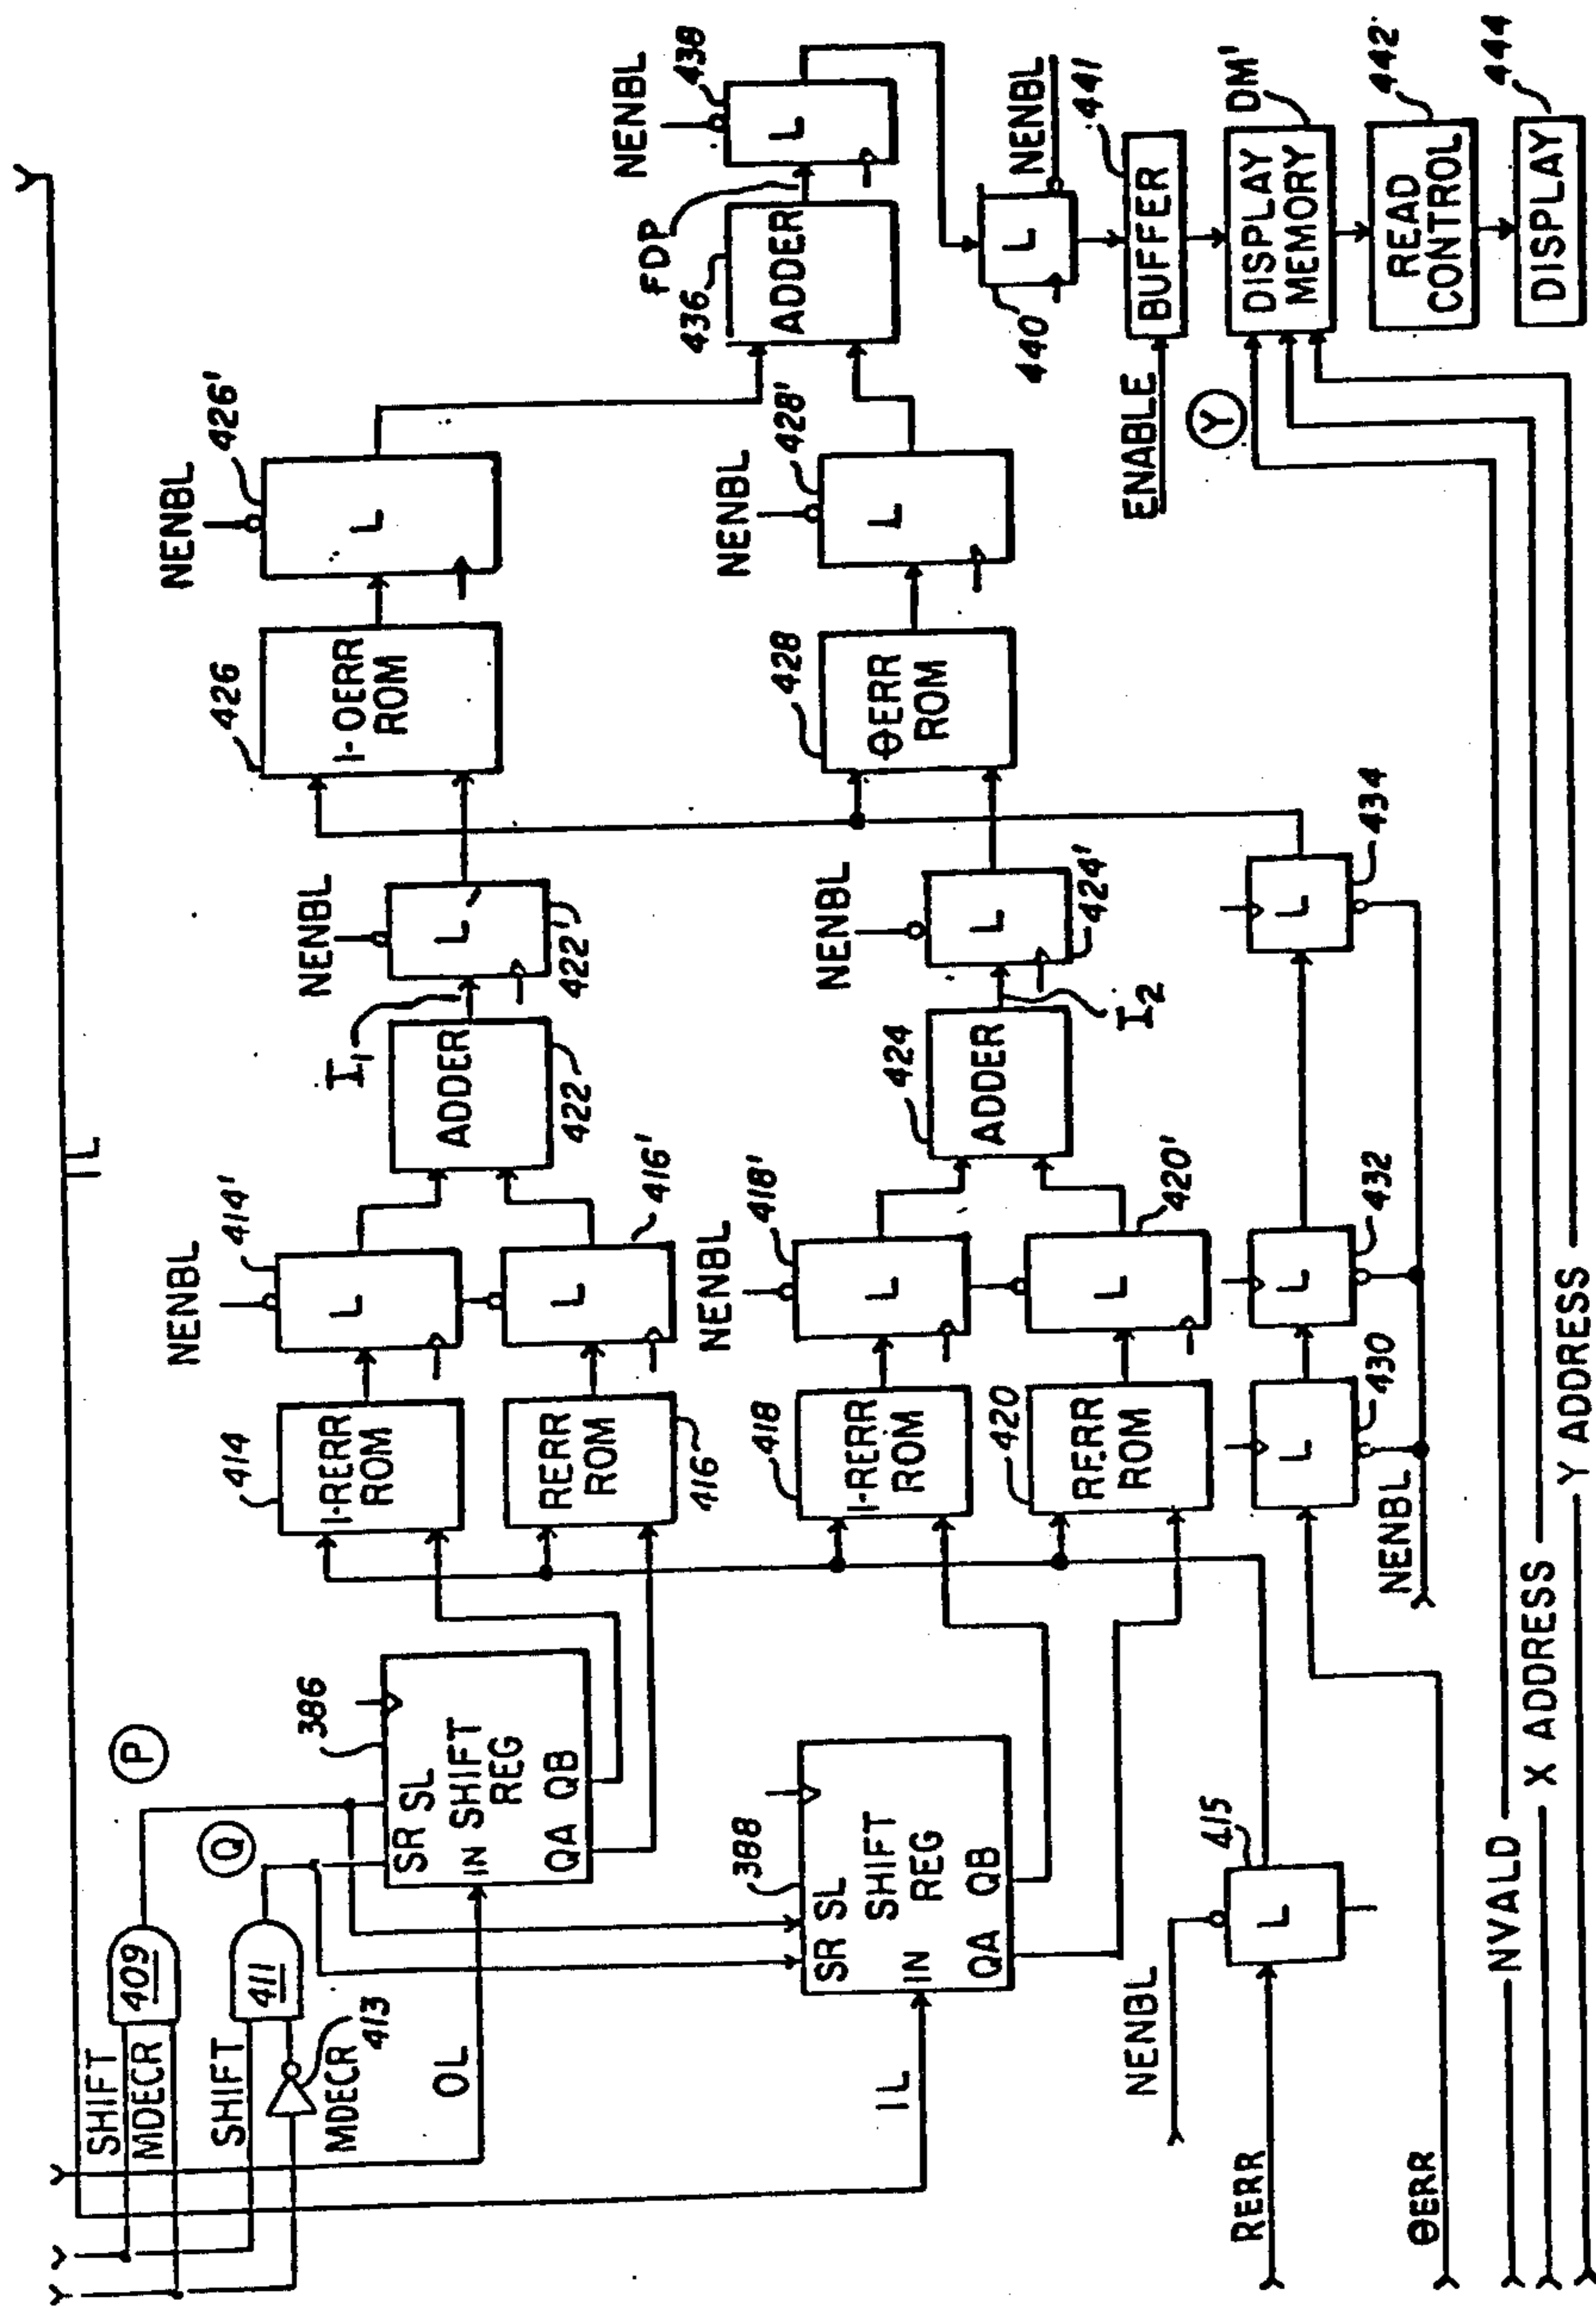 Y
IL
SHIFT
MDECR
409
P
SHIFT
411
Q
MDECR
413
OL
IL
386
SR SL
IN SHIFT
REG
QA QB
388
SR SL
SHIFT
REG
IN
QA QB
NENBL
RERR
415
L
θERR
414
1-RERR
ROM
NENBL
414'
L
RERR
ROM
416
L
416'
418
1-RERR
ROM
NENBL
418'
L
420
RERR
ROM
L
420'
L
430
L
432
NENBL
ADDER
422
I1
NENBL
L
422'
424
ADDER
I2
NENBL
L
424'
L
434
426
1-θERR
ROM
NENBL
426'
L
428
θERR
ROM
NENBL
428'
L
436
ADDER
FDP
NENBL
438
L
440
L
NENBL
441
ENABLE
BUFFER
Y
DISPLAY
MEMORY
DM'
READ
CONTROL
442
DISPLAY
444
NVALD
X ADDRESS
Y ADDRESS